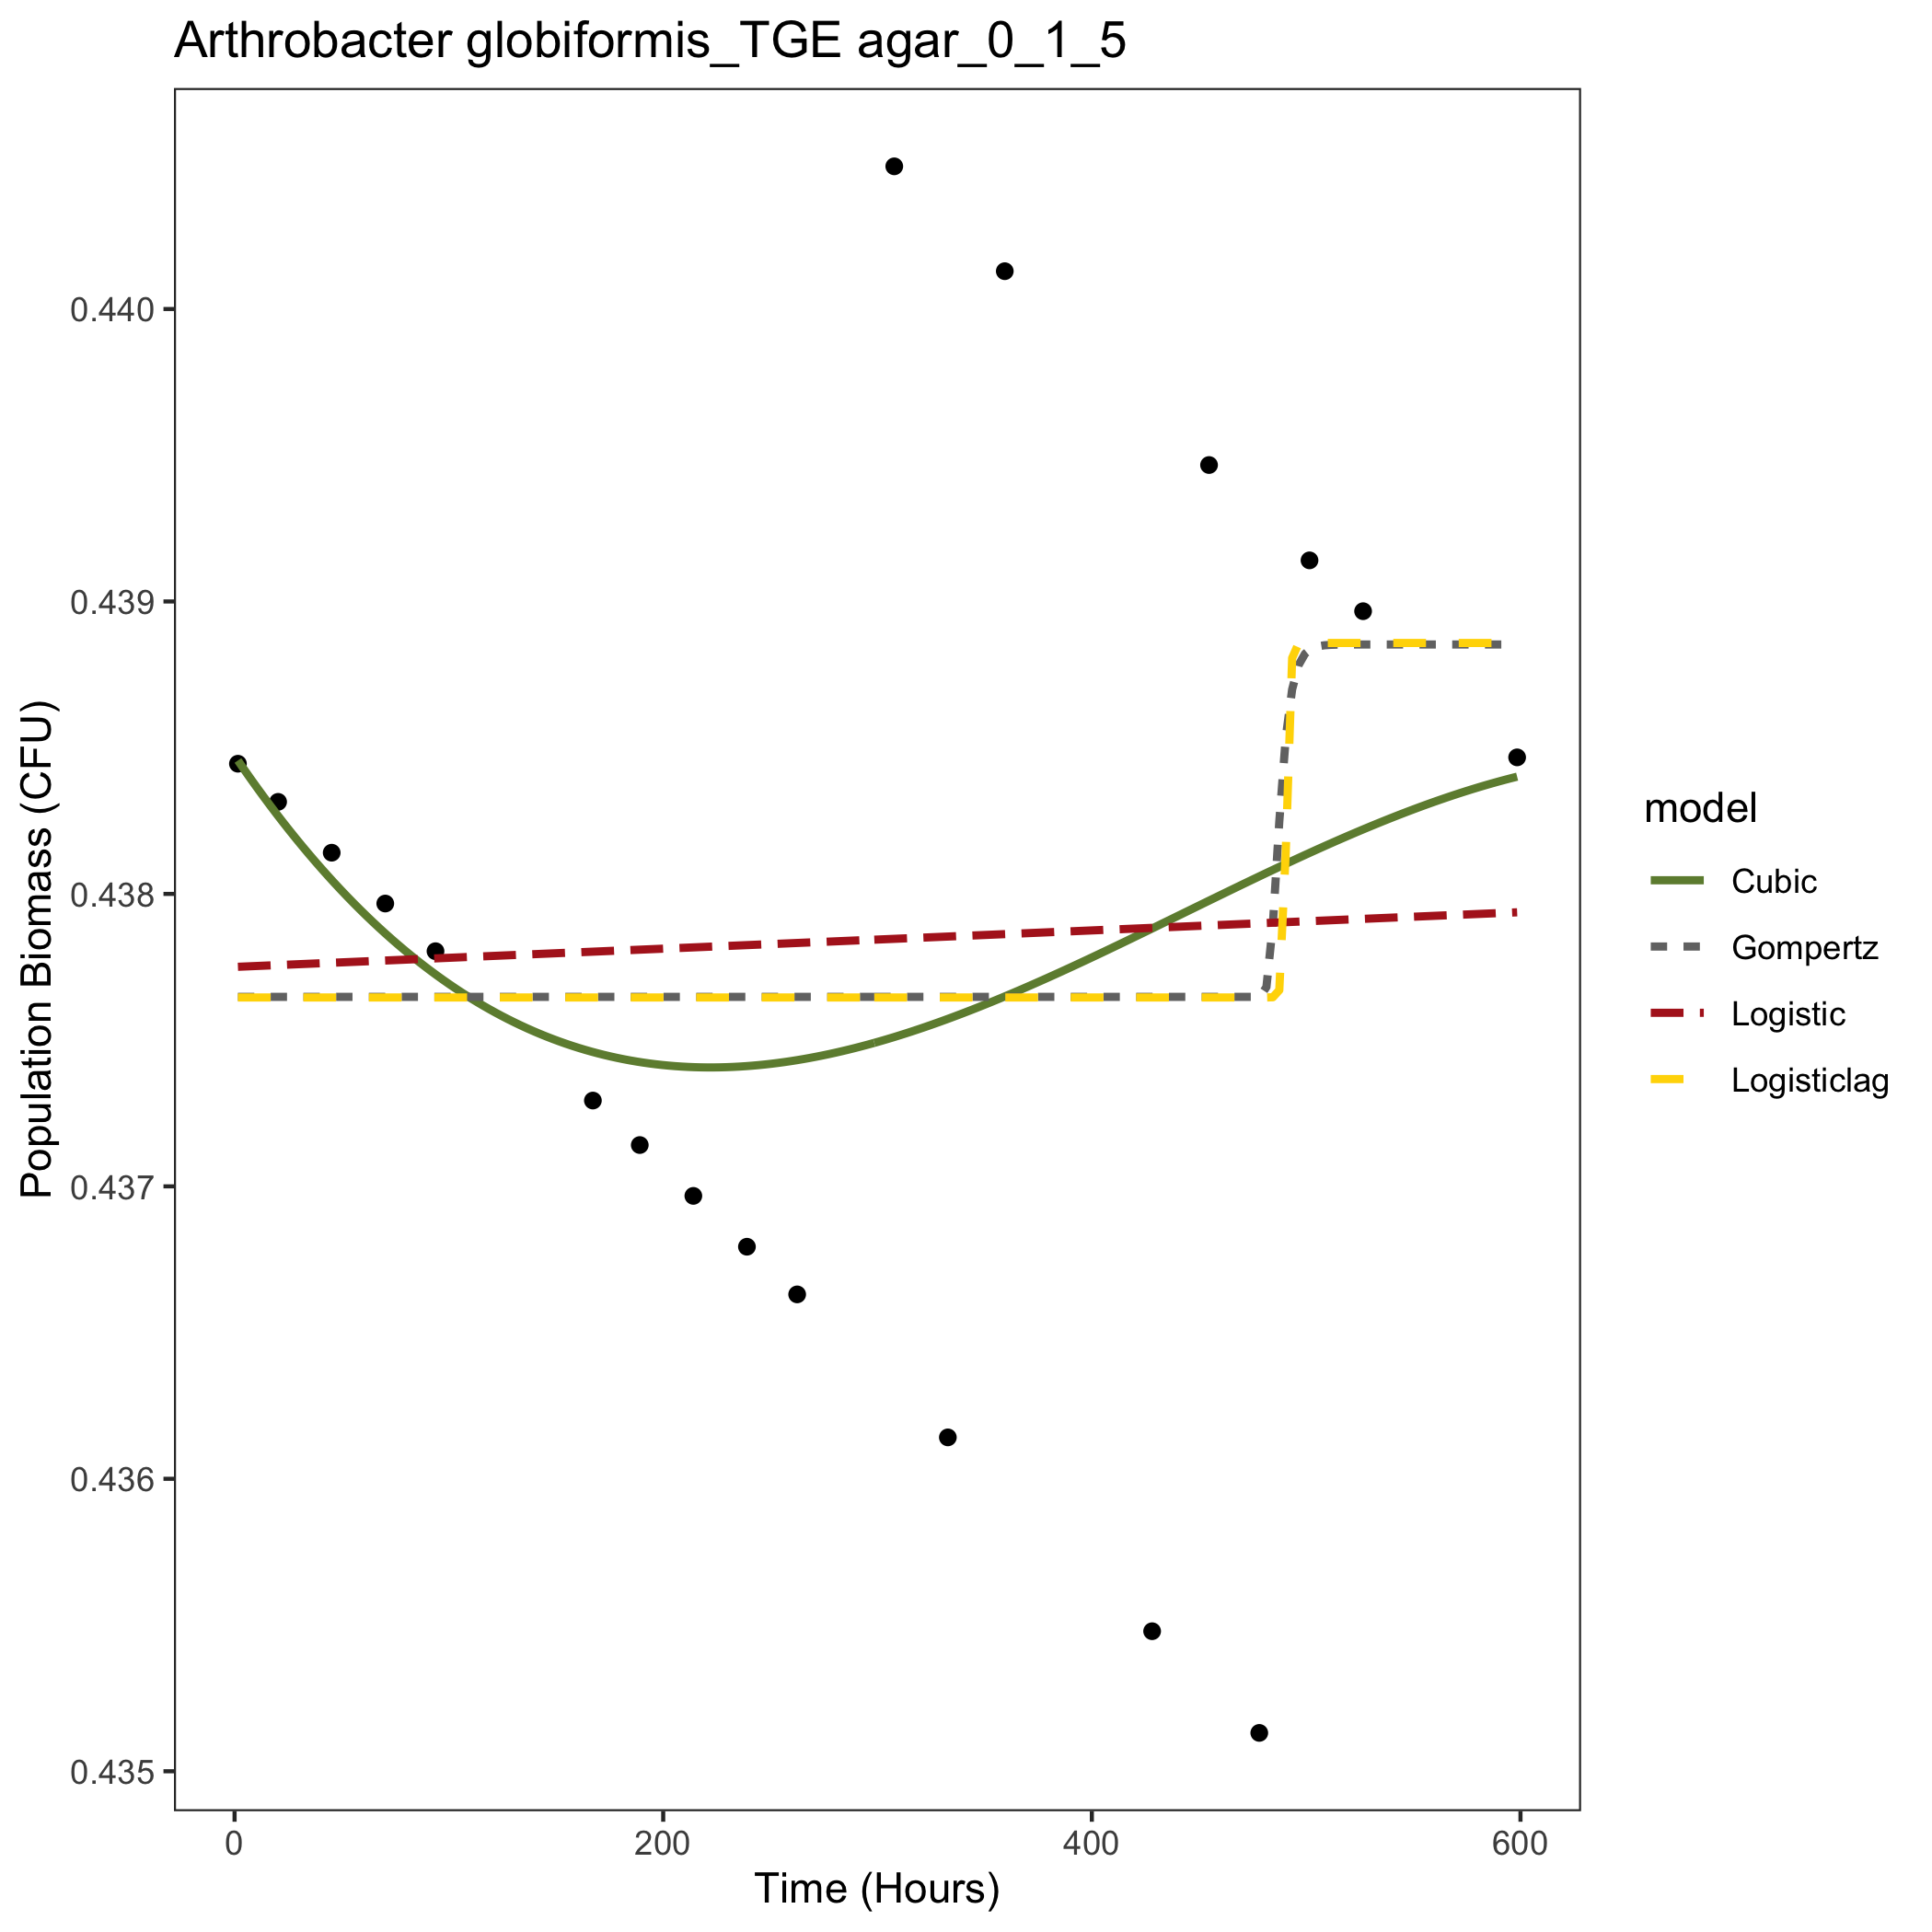 Arthrobacter globiformis_TGE agar_0_1_5
Population Biomass (CFU)
0.440
0.439
0.438
0.437
0.436
0.435
0
200
400
600
Time (Hours)
model
Cubic
Gompertz
Logistic
Logisticlag